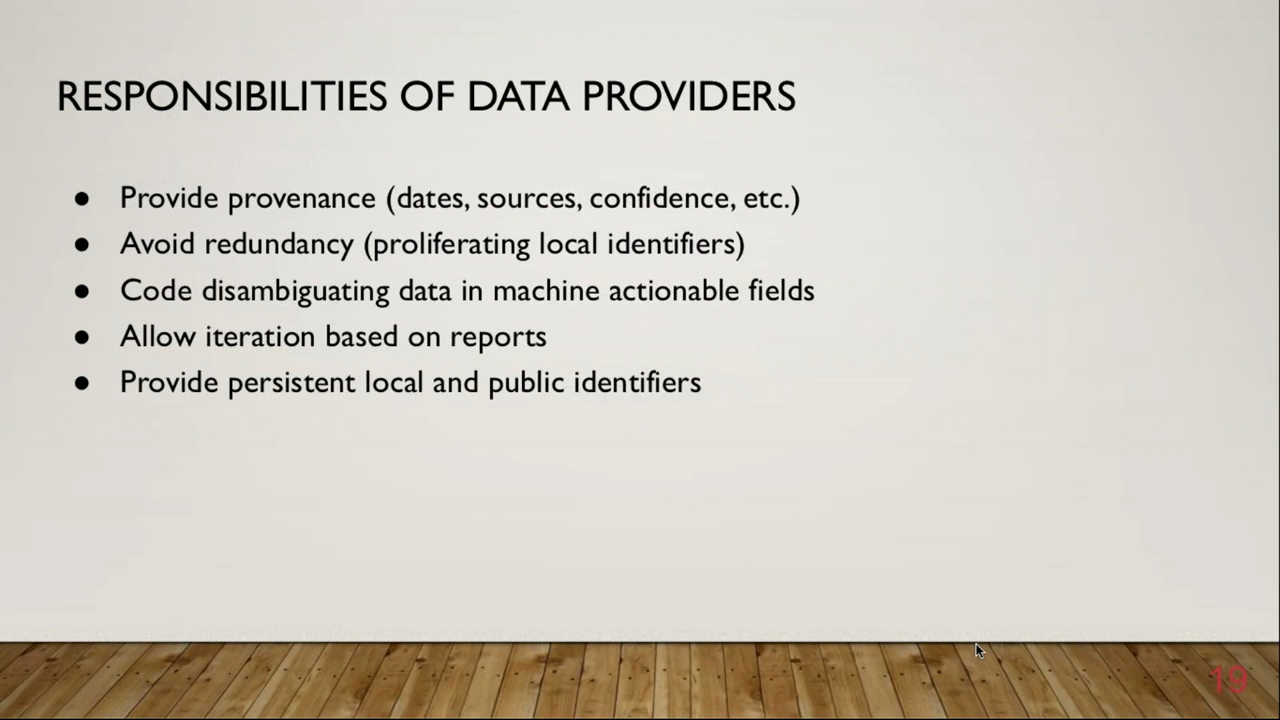 RESPONSIBILITIES OF DATA PROVIDERS
● Provide provenance (dates, sources, confidence, etc.)
● Avoid redundancy (proliferating local identifiers)
● Code disambiguating data in machine actionable fields
● Allow iteration based on reports
● Provide persistent local and public identifiers
19